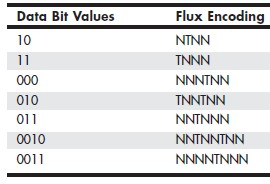 Data Bit Values Flux Encoding
10 NTNN
11 TNNN
000 NNNTNN
010 TNNTNN
011 NNTNNN
0010 NNTNNTNN
0011 NNNNTNNN